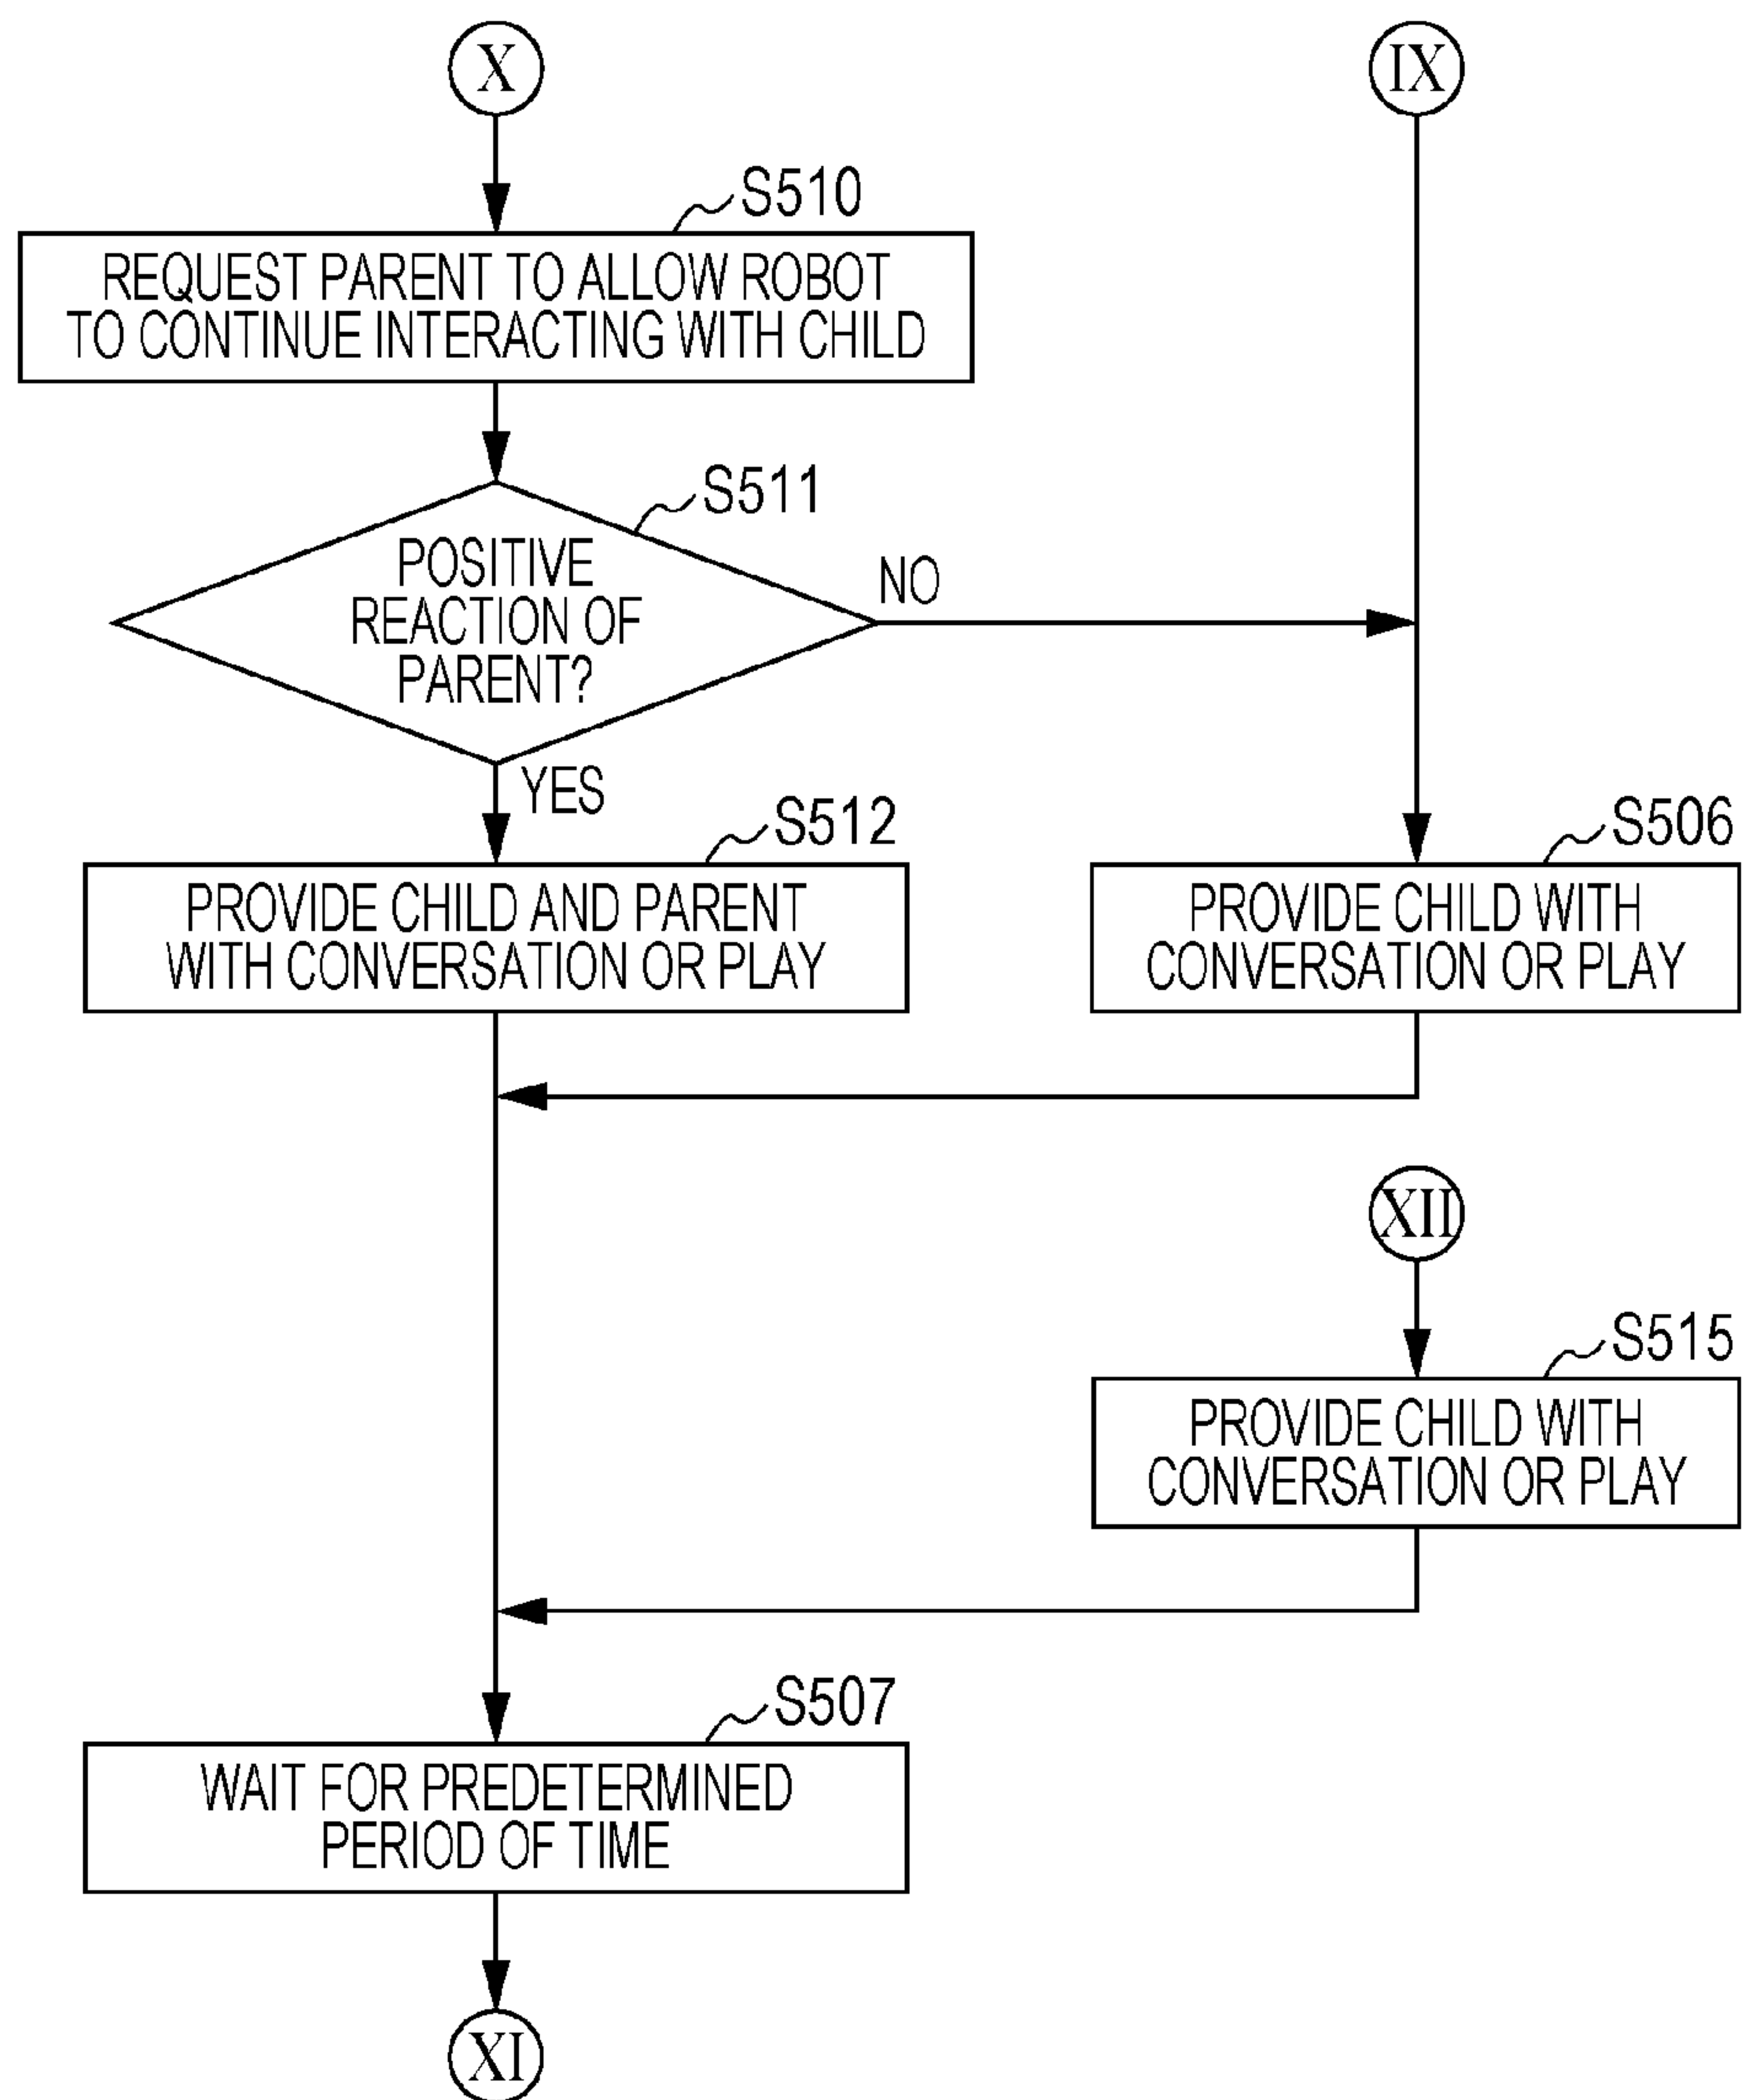 X
IX
S510
REQUEST PARENT TO ALLOW ROBOT
TO CONTINUE INTERACTING WITH CHILD
S511
POSITIVE
REACTION OF
PARENT?
NO
YES
S512
PROVIDE CHILD AND PARENT
WITH CONVERSATION OR PLAY
S506
PROVIDE CHILD WITH
CONVERSATION OR PLAY
XII
S515
PROVIDE CHILD WITH
CONVERSATION OR PLAY
S507
WAIT FOR PREDETERMINED
PERIOD OF TIME
XI